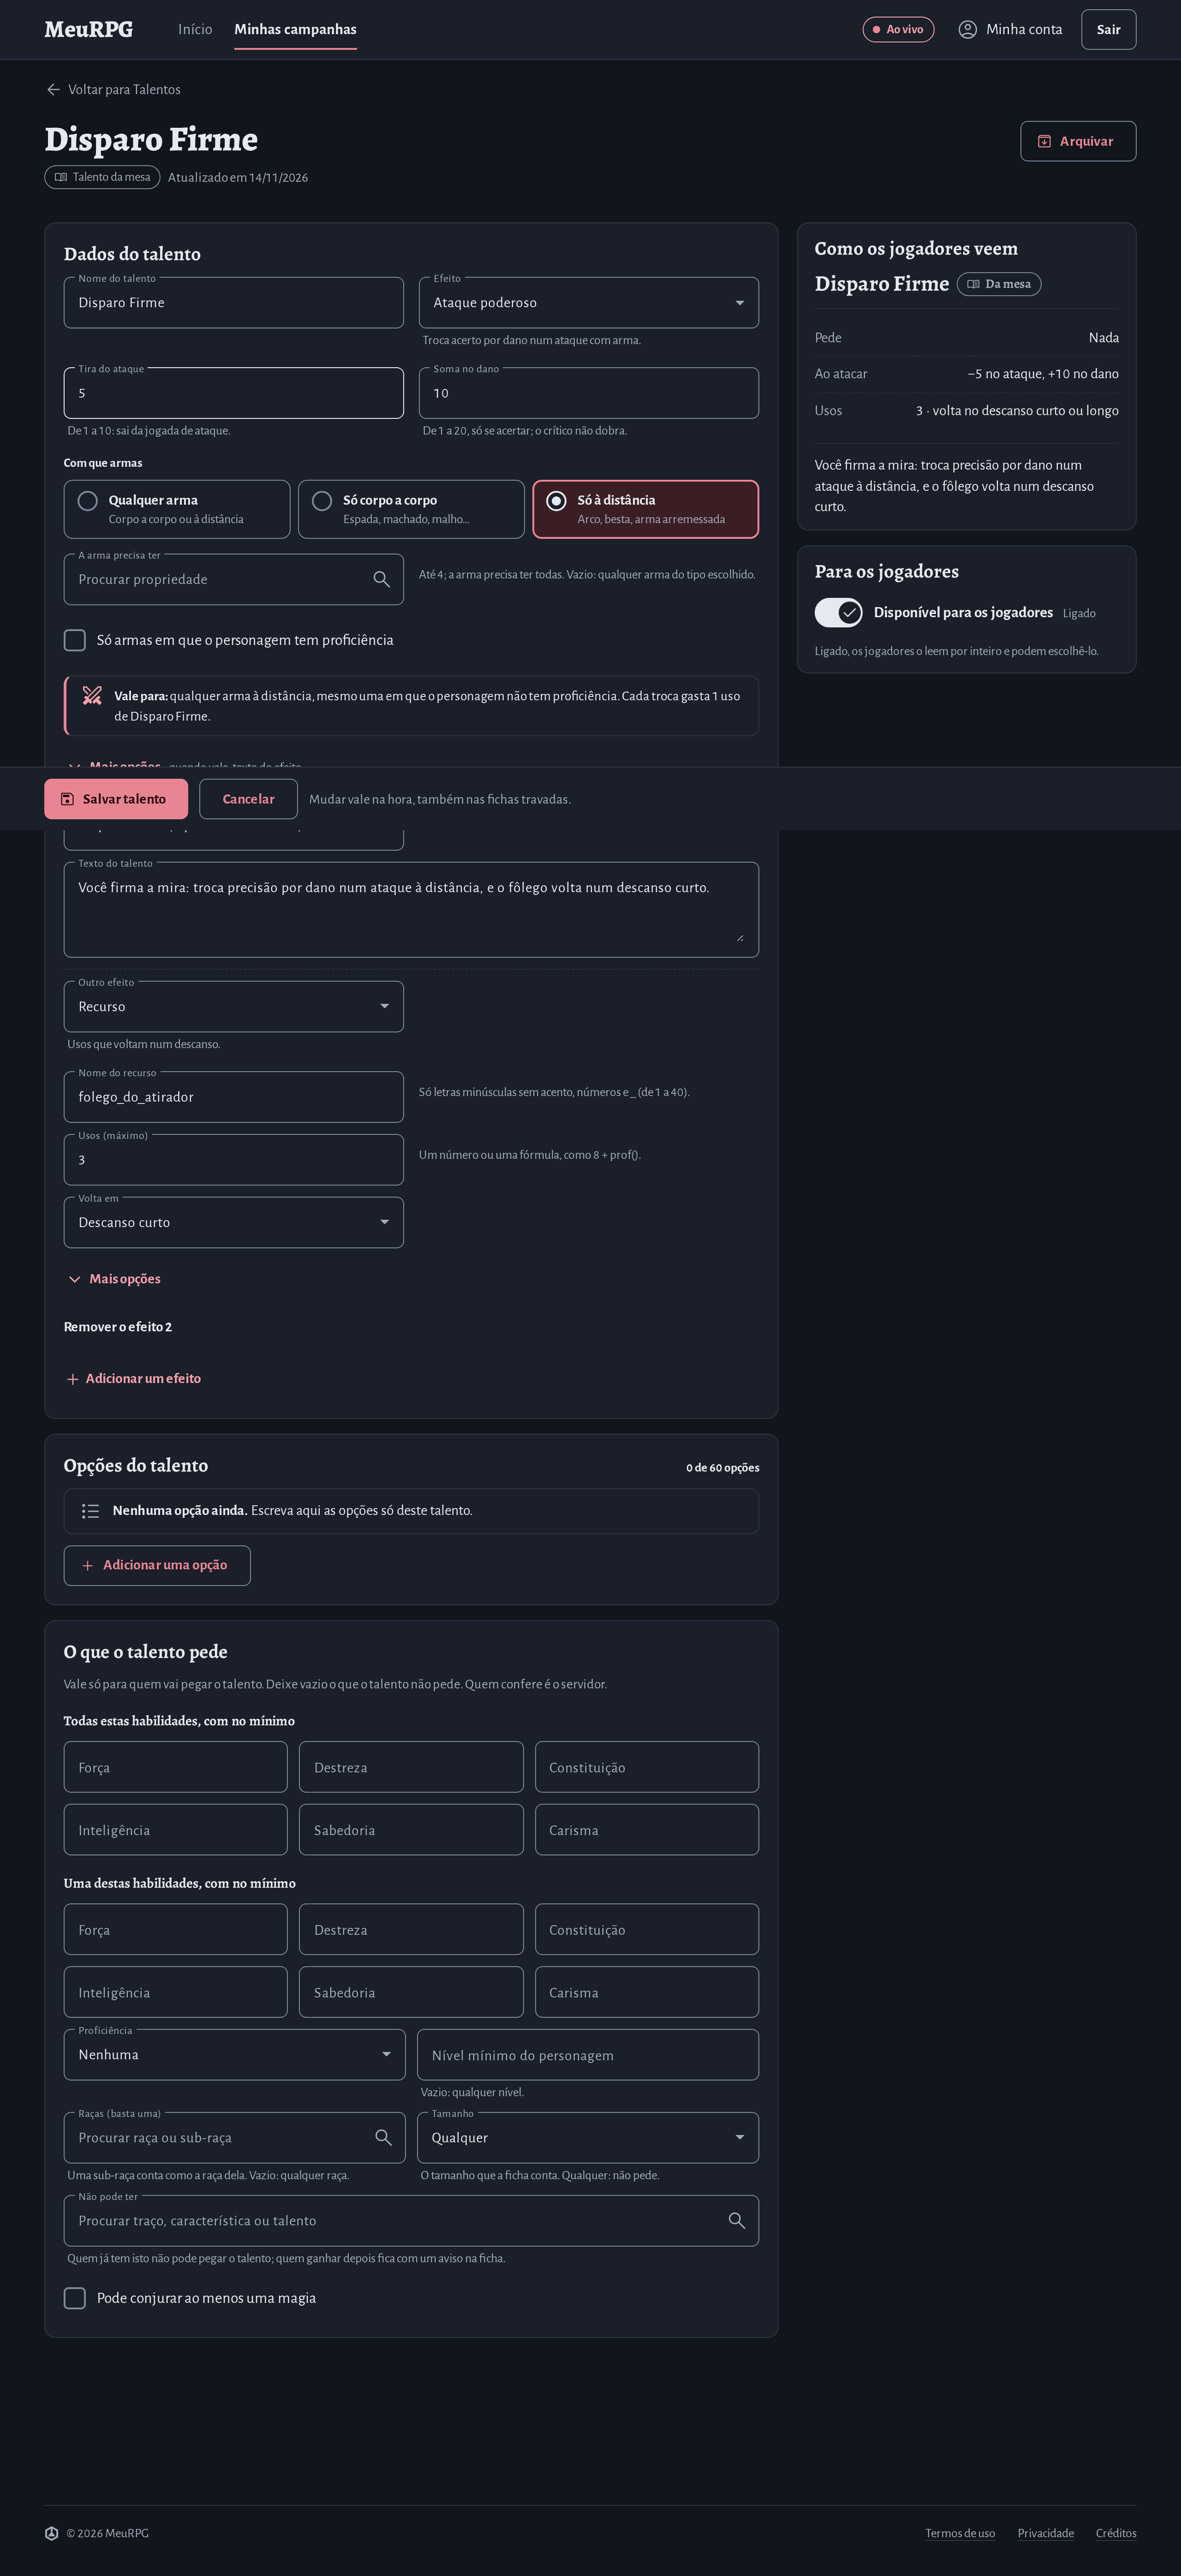 MeuRPG
Início
Minhas campanhas
Ao vivo
Minha conta
Sair
Voltar para Talentos
Disparo Firme
Arquivar
Talento da mesa
Atualizado em 14/11/2026
Dados do talento
Nome do talento
Disparo Firme
Efeito
Ataque poderoso
Troca acerto por dano num ataque com arma.
Tira do ataque
5
De 1 a 10: sai da jogada de ataque.
Soma no dano
10
De 1 a 20, só se acertar; o crítico não dobra.
Com que armas
Qualquer arma
Corpo a corpo ou à distância
Só corpo a corpo
Espada, machado, malho...
Só à distância
Arco, besta, arma arremessada
A arma precisa ter
Procurar propriedade
Até 4; a arma precisa ter todas. Vazio: qualquer arma do tipo escolhido.
Só armas em que o personagem tem proficiência
Vale para: qualquer arma à distância, mesmo uma em que o personagem não tem proficiência. Cada troca gasta 1 uso
de Disparo Firme.
Mais opções
Salvar talento
Cancelar
Mudar vale na hora, também nas fichas travadas.
Texto do talento
Você firma a mira: troca precisão por dano num ataque à distância, e o fôlego volta num descanso curto.
Outro efeito
Recurso
Usos que voltam num descanso.
Nome do recurso
folego_do_atirador
Só letras minúsculas sem acento, números e _ (de 1 a 40).
Usos (máximo)
3
Um número ou uma fórmula, como 8 + prof().
Volta em
Descanso curto
Mais opções
Remover o efeito 2
Adicionar um efeito
Opções do talento
0 de 60 opções
Nenhuma opção ainda. Escreva aqui as opções só deste talento.
Adicionar uma opção
O que o talento pede
Vale só para quem vai pegar o talento. Deixe vazio o que o talento não pede. Quem confere é o servidor.
Todas estas habilidades, com no mínimo
Força
Destreza
Constituição
Inteligência
Sabedoria
Carisma
Uma destas habilidades, com no mínimo
Força
Destreza
Constituição
Inteligência
Sabedoria
Carisma
Proficiência
Nenhuma
Nível mínimo do personagem
Vazio: qualquer nível.
Raças (basta uma)
Procurar raça ou sub-raça
Uma sub-raça conta como a raça dela. Vazio: qualquer raça.
Tamanho
Qualquer
O tamanho que a ficha conta. Qualquer: não pede.
Não pode ter
Procurar traço, característica ou talento
Quem já tem isto não pode pegar o talento; quem ganhar depois fica com um aviso na ficha.
Pode conjurar ao menos uma magia
Como os jogadores veem
Disparo Firme
Da mesa
Pede
Nada
Ao atacar
−5 no ataque, +10 no dano
Usos
3 · volta no descanso curto ou longo
Você firma a mira: troca precisão por dano num
ataque à distância, e o fôlego volta num descanso
curto.
Para os jogadores
Disponível para os jogadores
Ligado
Ligado, os jogadores o leem por inteiro e podem escolhê-lo.
© 2026 MeuRPG
Termos de uso
Privacidade
Créditos